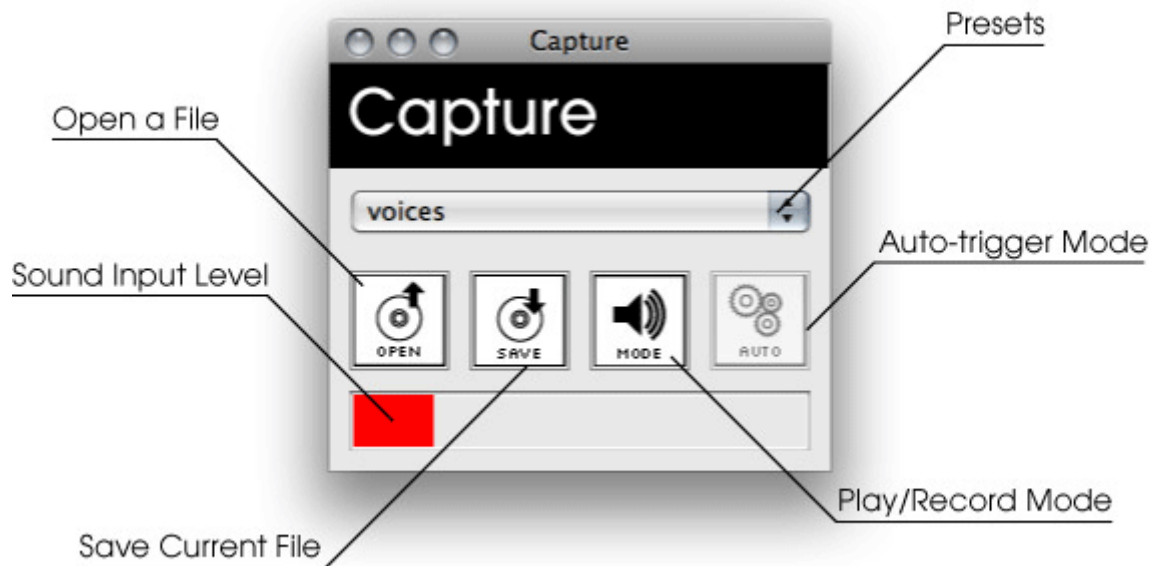 Presets
Capture
Capture
Open a File
voices
Auto-trigger Mode
Sound Input Level
OPEN
SAVE
MODE
AUTO
Play/Record Mode
Save Current File